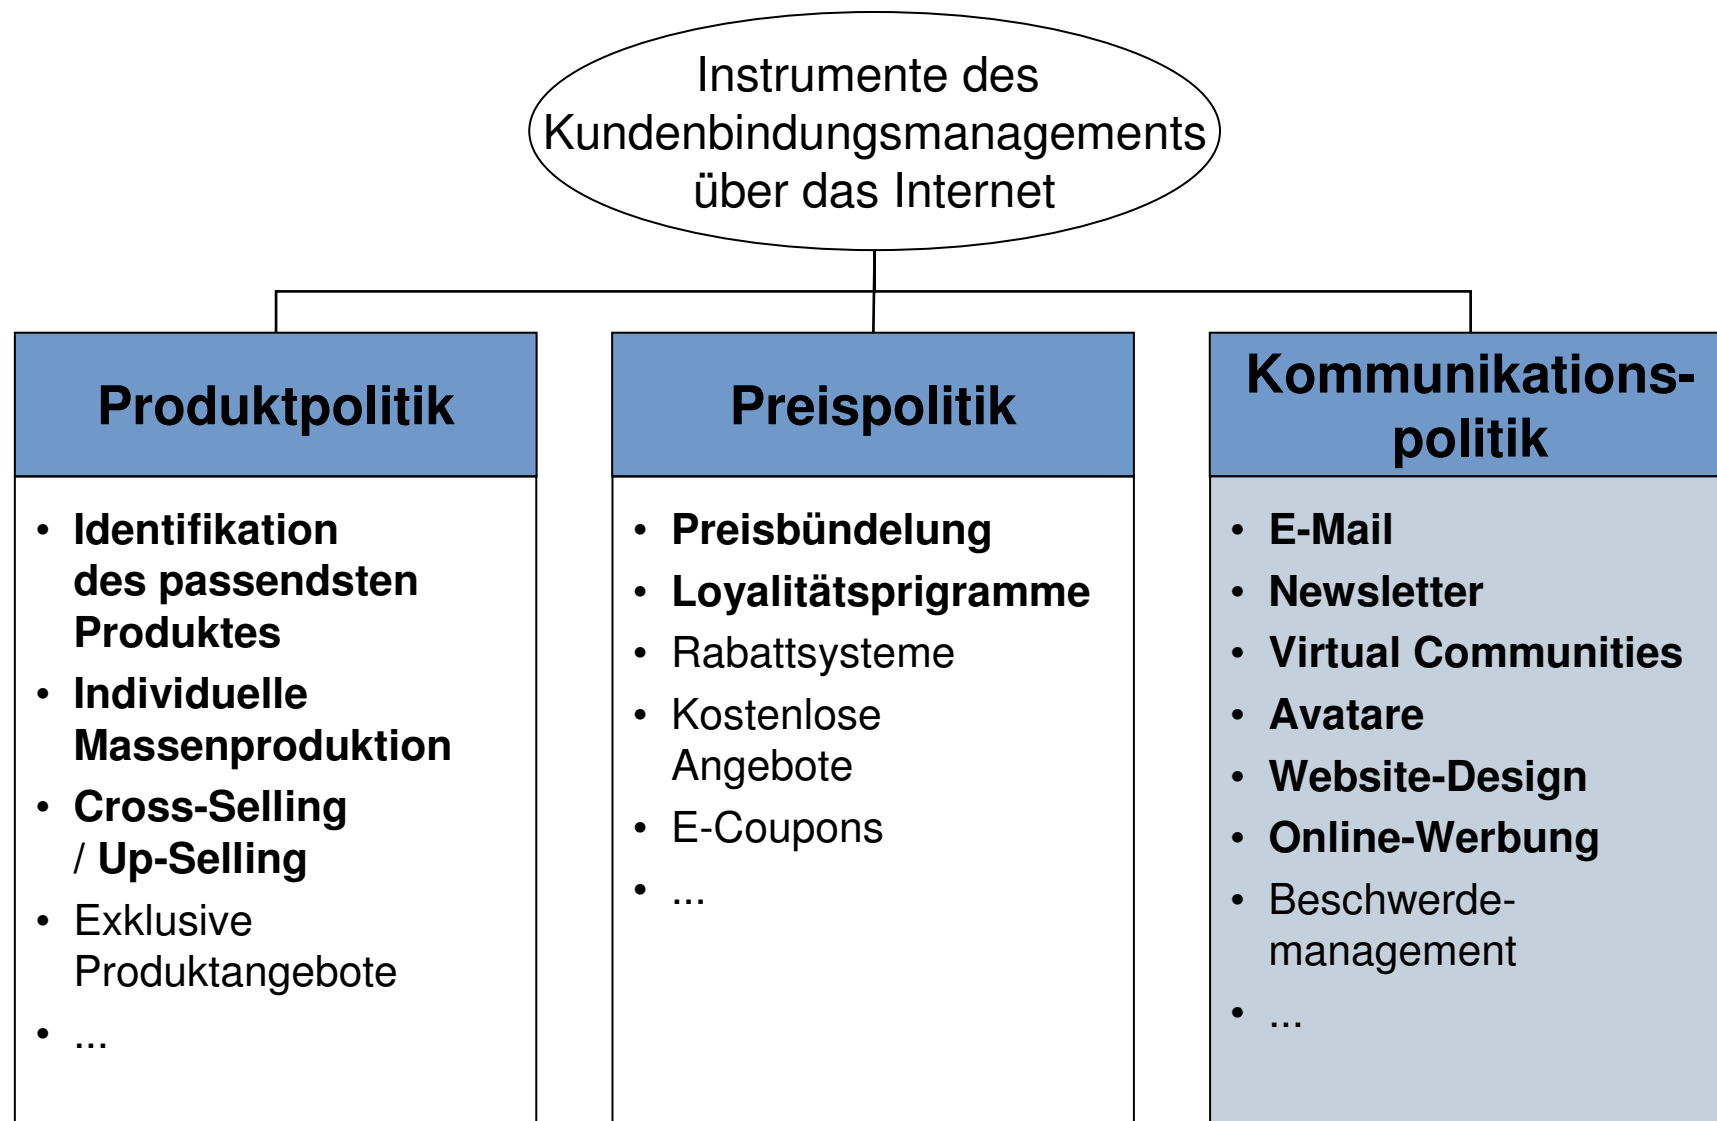 Instrumente des
Kundenbindungsmanagements
über das Internet
Produktpolitik
• Identifikation
des passendsten
Produktes
• Individuelle
Massenproduktion
• Cross-Selling
/ Up-Selling
• Exklusive
Produktangebote
• ...
Preispolitik
• Preisbündelung
• Loyalitätsprigramme
• Rabattsysteme
• Kostenlose
Angebote
• E-Coupons
• ...
Kommunikations-
politik
• E-Mail
• Newsletter
• Virtual Communities
• Avatare
• Website-Design
• Online-Werbung
• Beschwerde-
management
• ...